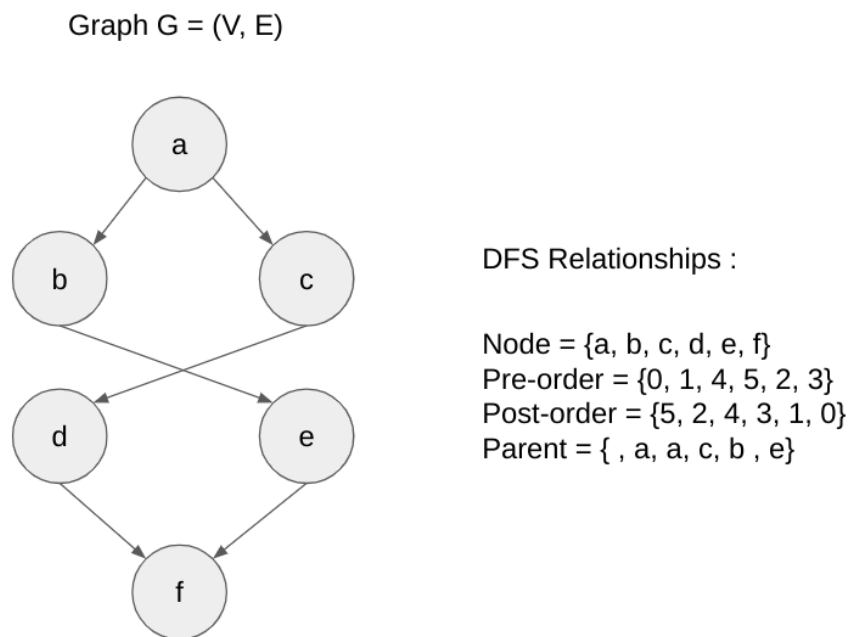 Graph G = (V, E)
a
b
c
d
e
f
DFS Relationships :
Node = {a, b, c, d, e, f}
Pre-order = {0, 1, 4, 5, 2, 3}
Post-order = {5, 2, 4, 3, 1, 0}
Parent = { , a, a, c, b , e}